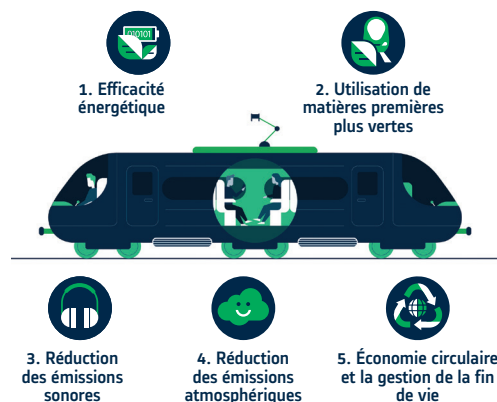 010101
1. Efficacité
énergétique
2. Utilisation de
matières premières
plus vertes
3. Réduction
des émissions
sonores
4. Réduction
des émissions
atmosphériques
5. Économie circulaire
et la gestion de la fin
de vie